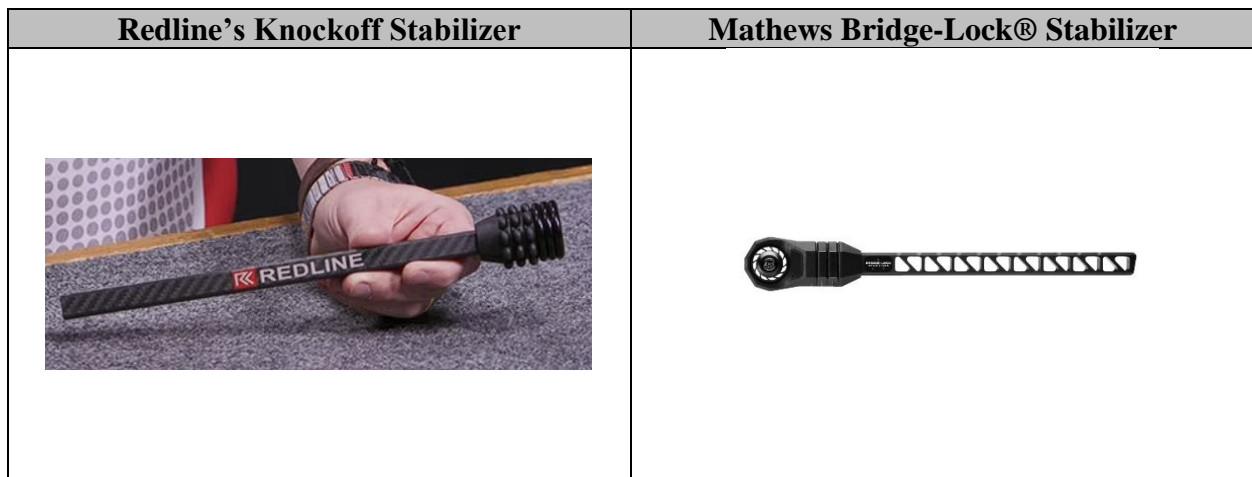 Redline’s Knockoff Stabilizer
Mathews Bridge-Lock® Stabilizer
REDLINE